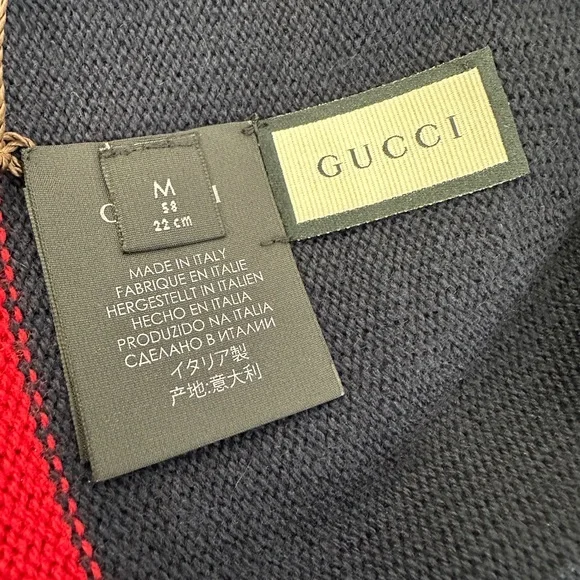 GUCCI
M
58
22 cm
G I
MADE IN ITALY
FABRIQUE EN ITALIE
HERGESTELLT IN ITALIEN
HECHO EN ITALIA
PRODUZIDO NA ITALIA
СДЕЛАНО В ИТАЛИИ
イタリア製
产地:意大利